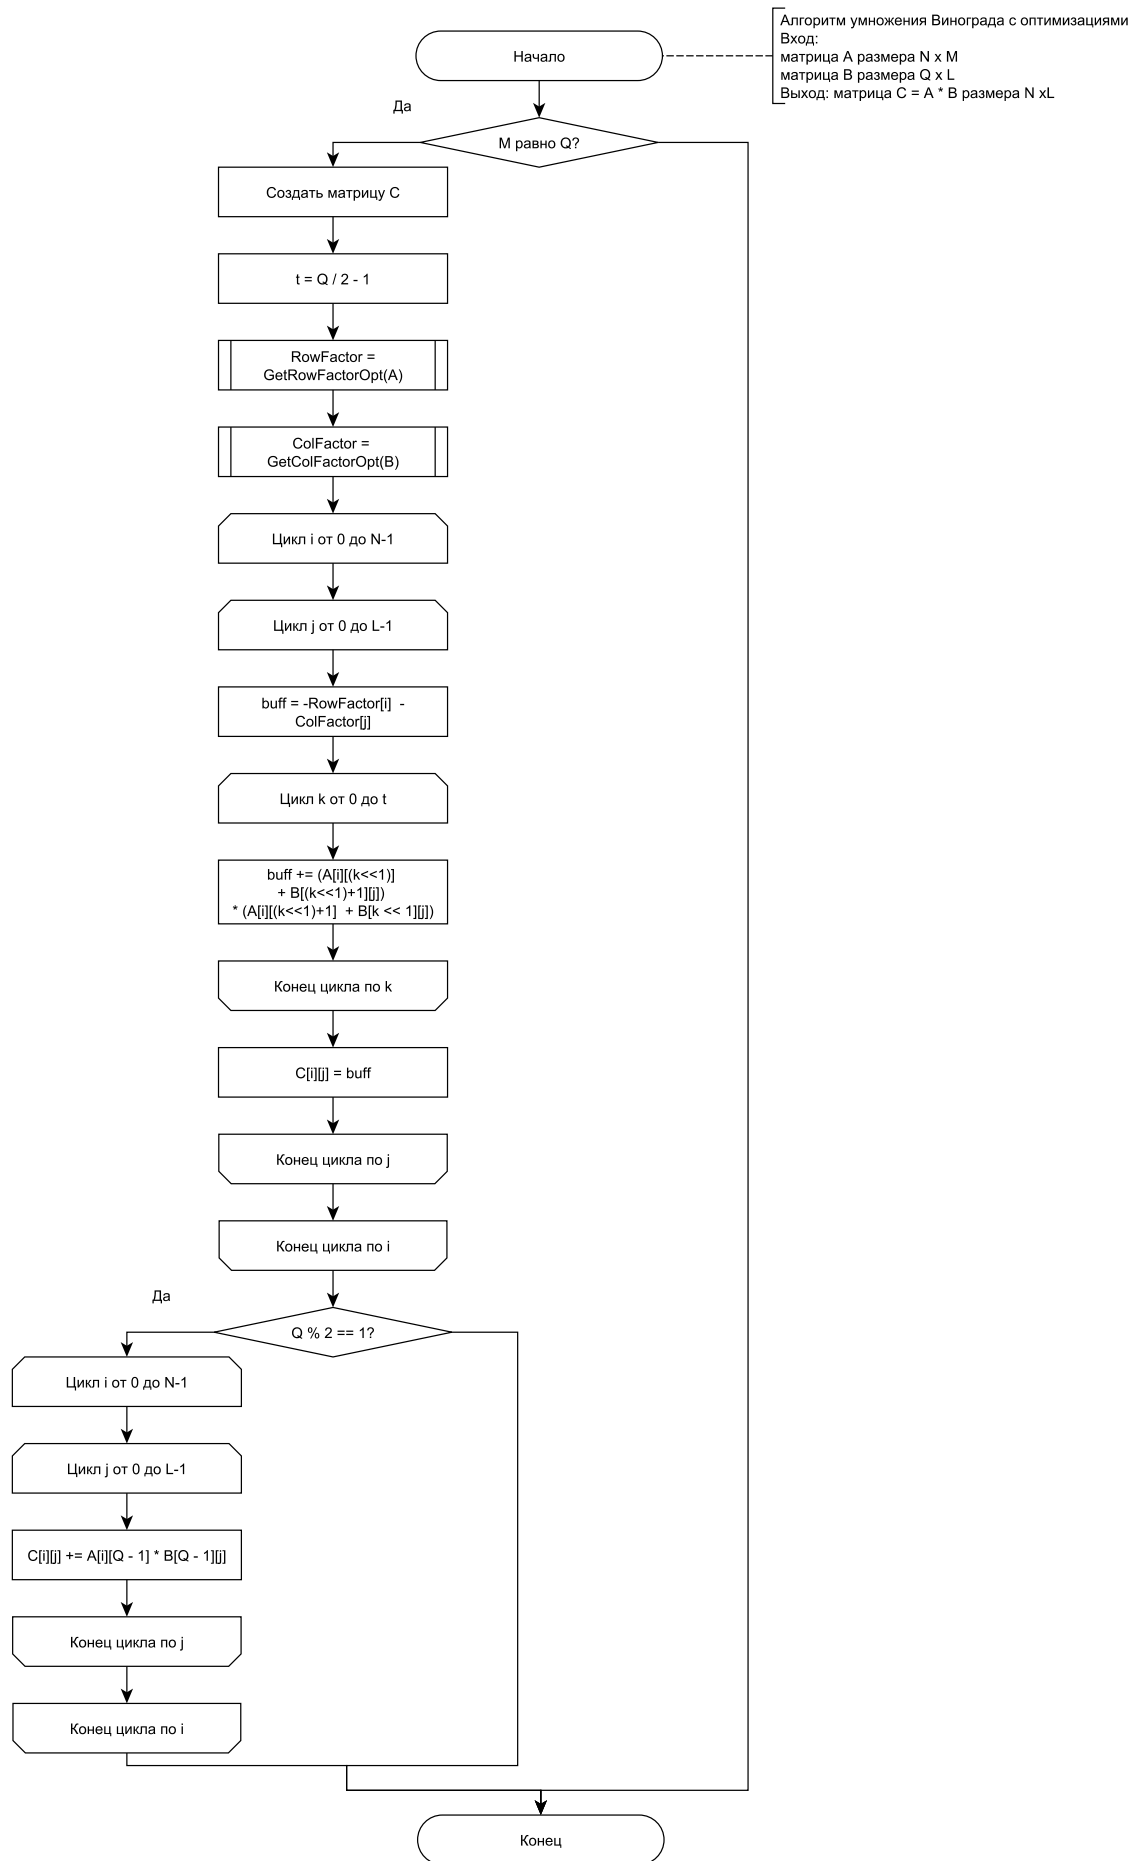 Алгоритм умножения Винограда с оптимизациями
Вход:
матрица A размера N x M
матрица B размера Q x L
Выход: матрица C = A * B размера N xL
Начало
Да
M равно Q?
Создать матрицу C
t = Q / 2 - 1
RowFactor =
GetRowFactorOpt(A)
ColFactor =
GetColFactorOpt(B)
Цикл i от 0 до N-1
Цикл j от 0 до L-1
buff = -RowFactor[i]  -
ColFactor[j]
Цикл k от 0 до t
buff += (A[i][(k<<1)]
+ B[(k<<1)+1][j])
* (A[i][(k<<1)+1]  + B[k << 1][j])
Конец цикла по k
C[i][j] = buff
Конец цикла по j
Конец цикла по i
Да
Q % 2 == 1?
Цикл i от 0 до N-1
Цикл j от 0 до L-1
C[i][j] += A[i][Q - 1] * B[Q - 1][j]
Конец цикла по j
Конец цикла по i
Конец